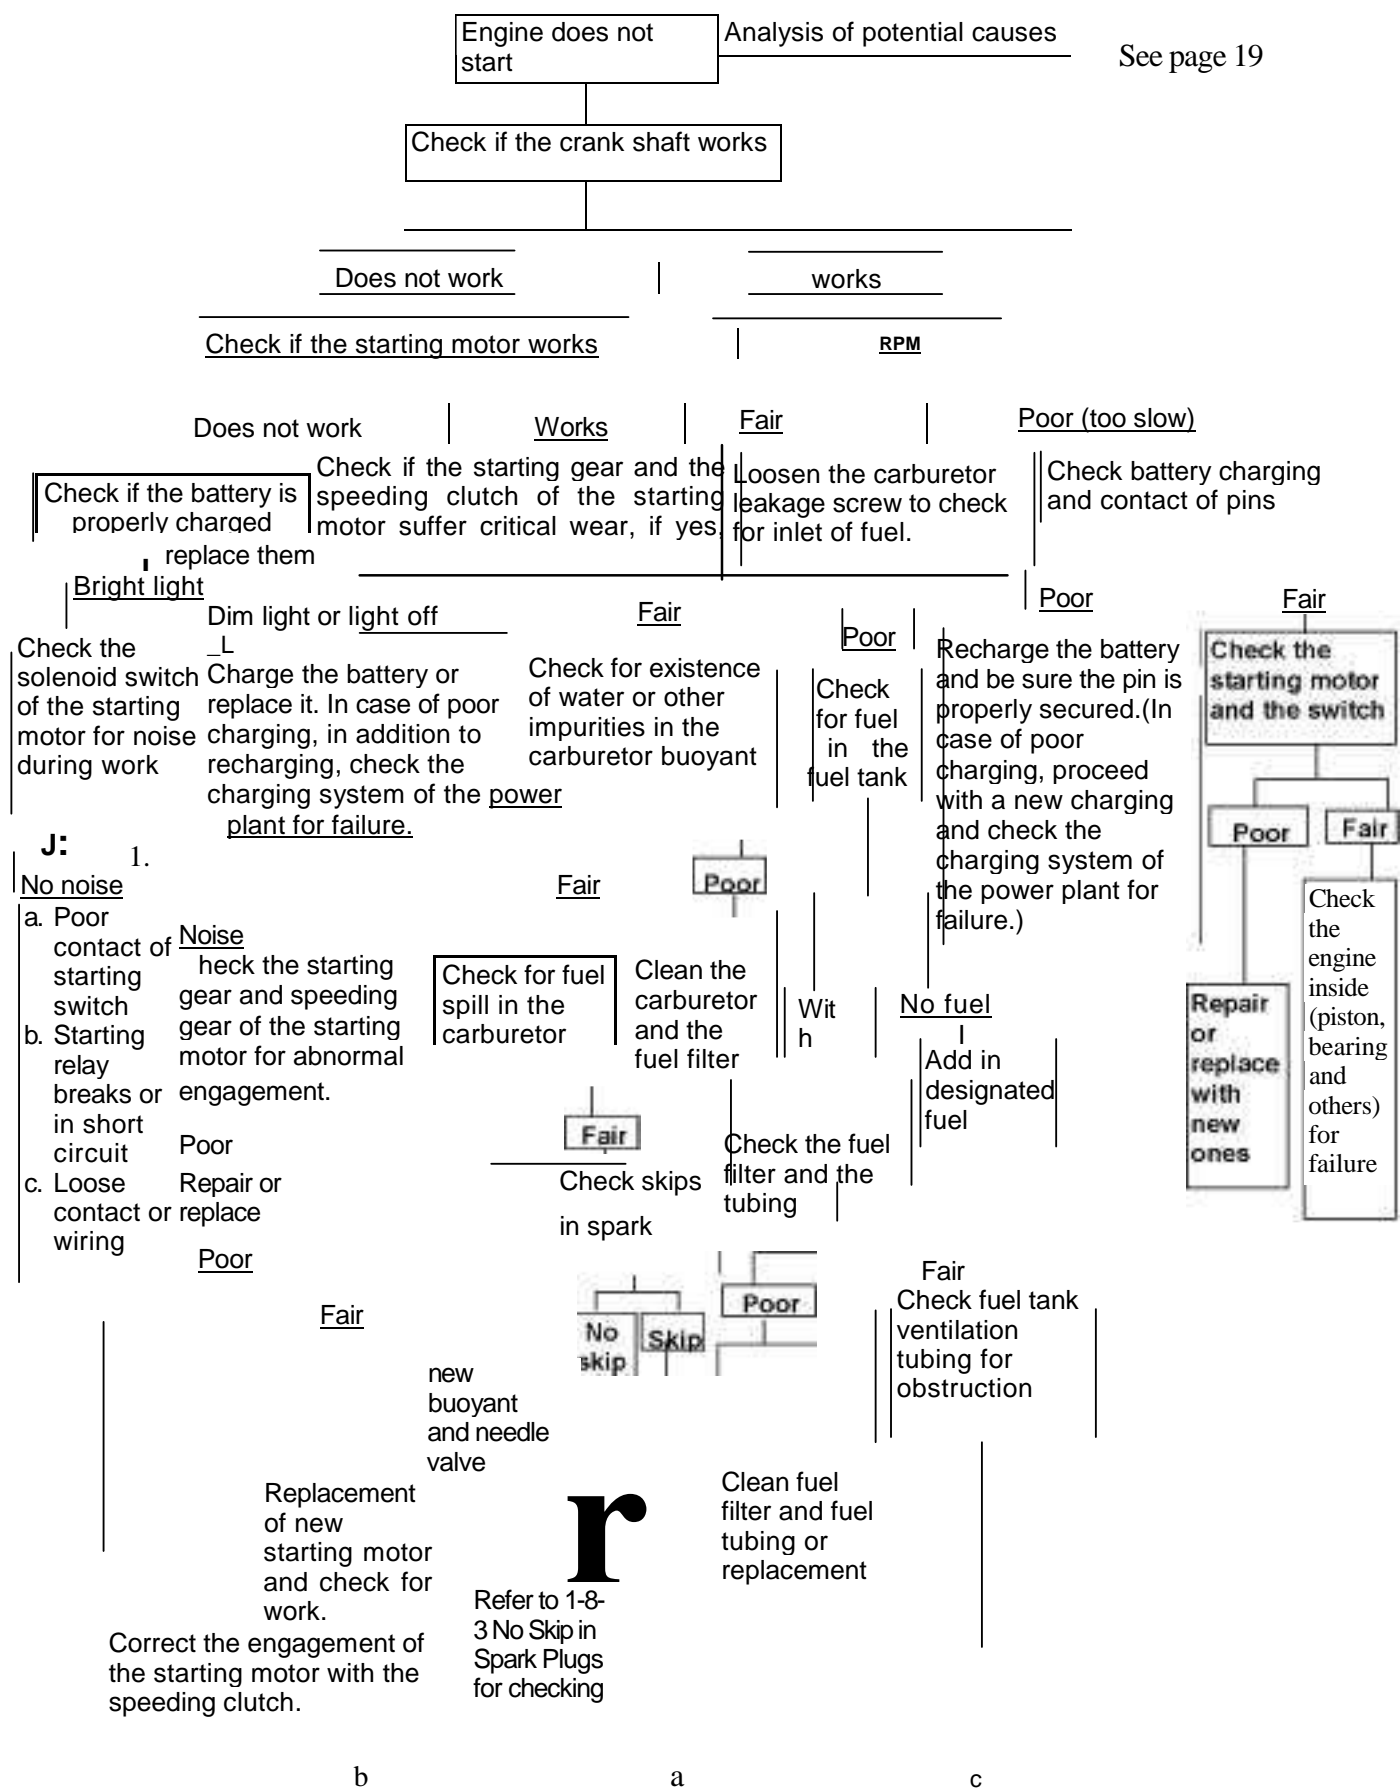 Engine does not
start
Analysis of potential causes
See page 19
Check if the crank shaft works
Does not work
works
Check if the starting motor works
RPM
Does not work
Works
Fair
Poor (too slow)
Check if the battery is
properly charged
Check if the starting gear and the
speeding clutch of the starting
motor suffer critical wear, if yes,
replace them
Loosen the carburetor
leakage screw to check
for inlet of fuel.
Check battery charging
and contact of pins
Bright light
Dim light or light off
_L
Fair
Poor
Poor
Fair
Check the
solenoid switch
of the starting
motor for noise
during work
Charge the battery or
replace it. In case of poor
charging, in addition to
recharging, check the
charging system of the power
plant for failure.
Check for existence
of water or other
impurities in the
carburetor buoyant
Check
for fuel
in the
fuel tank
Recharge the battery
and be sure the pin is
properly secured.(In
case of poor
charging, proceed
with a new charging
and check the
charging system of
the power plant for
failure.)
Check the
starting motor
and the switch
Poor
Fair
J:
1.
No noise
Fair
Poor
a. Poor
contact of
starting
switch
b. Starting
relay
breaks or
in short
circuit
c. Loose
contact or
wiring
Noise
heck the starting
gear and speeding
gear of the starting
motor for abnormal
engagement.
Poor
Repair or
replace
Poor
Check for fuel
spill in the
carburetor
Clean the
carburetor
and the
fuel filter
Wit
h
No fuel
Add in
designated
fuel
Repair
or
replace
with
new
ones
Check
the
engine
inside
(piston,
bearing
and
others)
for
failure
Fair
Check skips
in spark
Check the fuel
filter and the
tubing
Fair
No
skip
Skip
Poor
Fair
Check fuel tank
ventilation
tubing for
obstruction
new
buoyant
and needle
valve
Replacement
of new
starting motor
and check for
work.
r
Clean fuel
filter and fuel
tubing or
replacement
Correct the engagement of
the starting motor with the
speeding clutch.
Refer to 1-8-
3 No Skip in
Spark Plugs
for checking
b
a
c